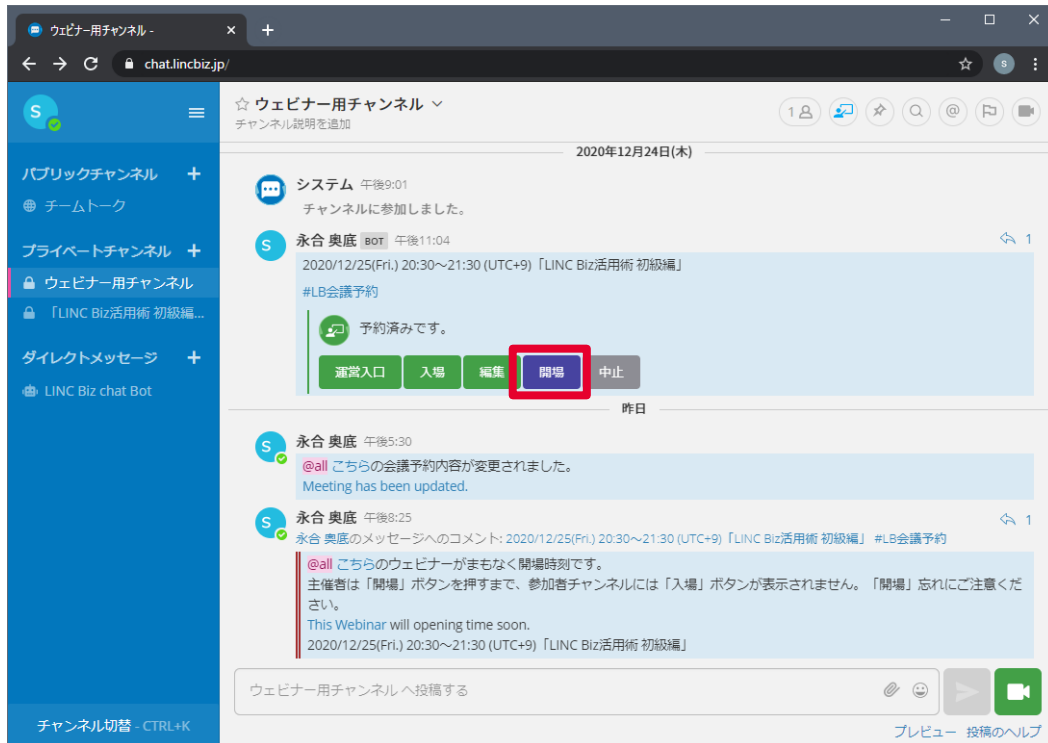 ウェビナー用チャンネル -
chat.lincbiz.jp/
S
S
☆ ウェビナー用チャンネル
チャンネル説明を追加
1
@
パブリックチャンネル +
チームトーク
プライベートチャンネル +
ウェビナー用チャンネル
「LINC Biz活用術 初級編...
ダイレクトメッセージ +
LINC Biz chat Bot
チャンネル切替 - CTRL+K
2020年12月24日(木)
システム 午後9:01
チャンネルに参加しました。
S
永合 奥底 BOT 午後11:04
1
2020/12/25(Fri.) 20:30～21:30 (UTC+9)「LINC Biz活用術 初級編」
#LB会議予約
予約済みです。
運営入口 入場 編集 開場 中止
昨日
S
永合 奥底 午後5:30
@all こちらの会議予約内容が変更されました。
Meeting has been updated.
S
永合 奥底 午後8:25
1
永合 奥底のメッセージへのコメント: 2020/12/25(Fri.) 20:30～21:30 (UTC+9)「LINC Biz活用術 初級編」 #LB会議予約
@all こちらのウェビナーがまもなく開場時刻です。
主催者は「開場」ボタンを押すまで、参加者チャンネルには「入場」ボタンが表示されません。「開場」忘れにご注意くだ
さい。
This Webinar will opening time soon.
2020/12/25(Fri.) 20:30～21:30 (UTC+9)「LINC Biz活用術 初級編」
ウェビナー用チャンネル へ投稿する
プレビュー 投稿のヘルプ